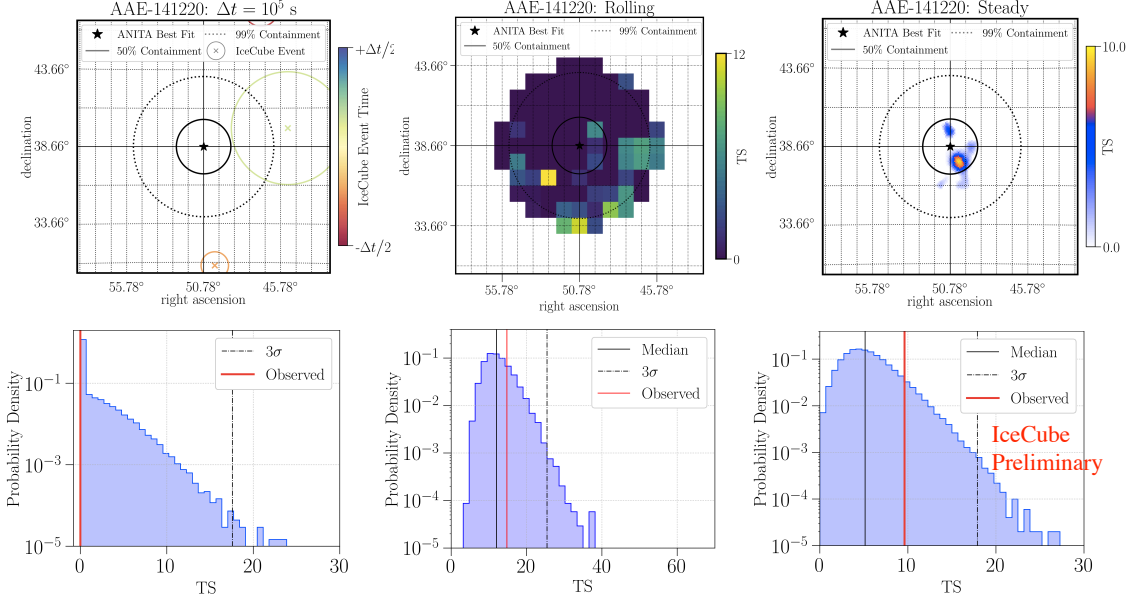 AAE-141220: Δt = 10⁵ s
ANITA Best Fit
99% Containment
50% Containment
IceCube Event
43.66°
38.66°
33.66°
declination
55.78°
50.78°
45.78°
right ascension
+Δt/2
-Δt/2
IceCube Event Time
AAE-141220: Rolling
ANITA Best Fit
99% Containment
50% Containment
43.66°
38.66°
33.66°
declination
55.78°
50.78°
45.78°
right ascension
12
0
TS
AAE-141220: Steady
ANITA Best Fit
99% Containment
50% Containment
43.66°
38.66°
33.66°
declination
55.78°
50.78°
45.78°
right ascension
10.0
0.0
TS
3σ
Observed
10⁻¹
10⁻³
10⁻⁵
Probability Density
0
10
20
30
TS
Median
3σ
Observed
10⁻¹
10⁻²
10⁻³
10⁻⁴
10⁻⁵
Probability Density
0
20
40
60
TS
Median
3σ
Observed
IceCube
Preliminary
10⁻¹
10⁻²
10⁻³
10⁻⁴
10⁻⁵
Probability Density
0
10
20
30
TS